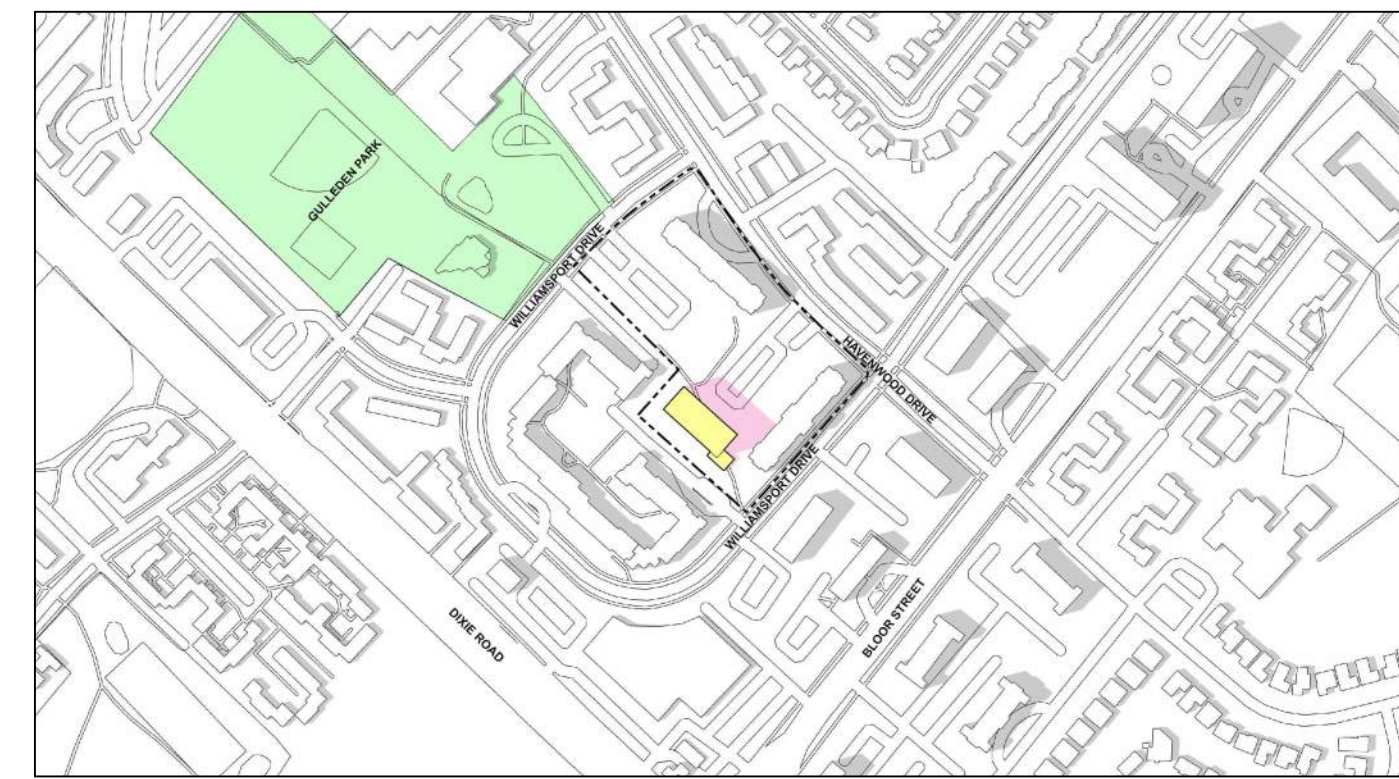 GULLEDEN PARK
WILLIAMSPORT DRIVE
HAVENWOOD DRIVE
WILLIAMSPORT DRIVE
BLOOR STREET
DIXIE ROAD